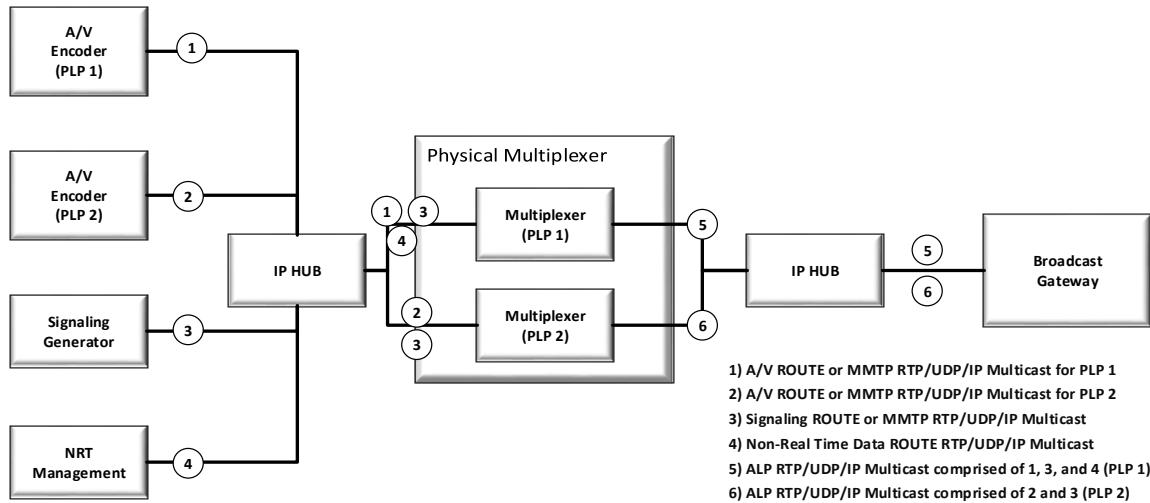 A/V
Encoder
(PLP 1)
1
A/V
Encoder
(PLP 2)
2
Signaling
Generator
3
NRT
Management
4
IP HUB
Physical Multiplexer
1
3
4
Multiplexer
(PLP 1)
2
3
Multiplexer
(PLP 2)
5
6
IP HUB
5
6
Broadcast
Gateway
1) A/V ROUTE or MMTP RTP/UDP/IP Multicast for PLP 1
2) A/V ROUTE or MMTP RTP/UDP/IP Multicast for PLP 2
3) Signaling ROUTE or MMTP RTP/UDP/IP Multicast
4) Non-Real Time Data ROUTE RTP/UDP/IP Multicast
5) ALP RTP/UDP/IP Multicast comprised of 1, 3, and 4 (PLP 1)
6) ALP RTP/UDP/IP Multicast comprised of 2 and 3 (PLP 2)